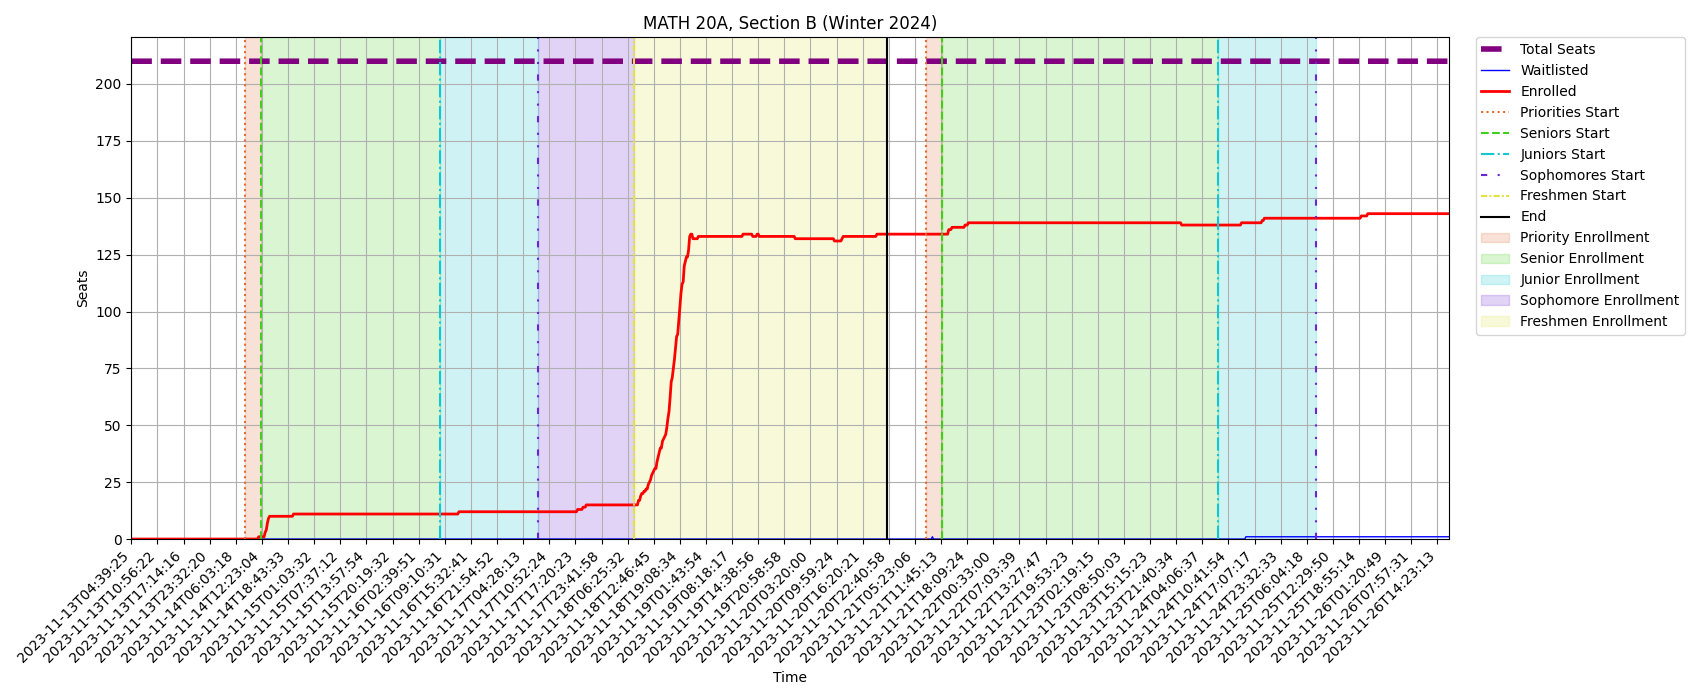 MATH 20A, Section B (Winter 2024)
Seats
200
175
150
125
100
75
50
25
0
2023-11-13T04:39:25
2023-11-13T10:56:22
2023-11-13T17:14:16
2023-11-13T23:32:20
2023-11-14T06:03:18
2023-11-14T12:23:04
2023-11-14T18:43:33
2023-11-15T01:03:32
2023-11-15T07:37:12
2023-11-15T13:57:54
2023-11-15T20:19:32
2023-11-16T02:39:51
2023-11-16T09:10:31
2023-11-16T15:32:41
2023-11-16T21:54:52
2023-11-17T04:28:13
2023-11-17T10:52:24
2023-11-17T17:20:23
2023-11-17T23:41:58
2023-11-18T06:25:32
2023-11-18T12:46:45
2023-11-18T19:08:34
2023-11-19T01:43:54
2023-11-19T08:18:17
2023-11-19T14:38:56
2023-11-19T20:58:58
2023-11-20T03:20:00
2023-11-20T09:59:24
2023-11-20T16:20:21
2023-11-20T22:40:58
2023-11-21T05:23:06
2023-11-21T11:45:13
2023-11-21T18:09:24
2023-11-22T00:33:00
2023-11-22T07:03:39
2023-11-22T13:27:47
2023-11-22T19:53:23
2023-11-23T02:19:15
2023-11-23T08:50:03
2023-11-23T15:15:23
2023-11-23T21:40:34
2023-11-24T04:06:37
2023-11-24T10:41:54
2023-11-24T17:07:17
2023-11-24T23:32:33
2023-11-25T06:04:18
2023-11-25T12:29:50
2023-11-25T18:55:14
2023-11-26T01:20:49
2023-11-26T07:57:31
2023-11-26T14:23:13
Time
Total Seats
Waitlisted
Enrolled
Priorities Start
Seniors Start
Juniors Start
Sophomores Start
Freshmen Start
End
Priority Enrollment
Senior Enrollment
Junior Enrollment
Sophomore Enrollment
Freshmen Enrollment